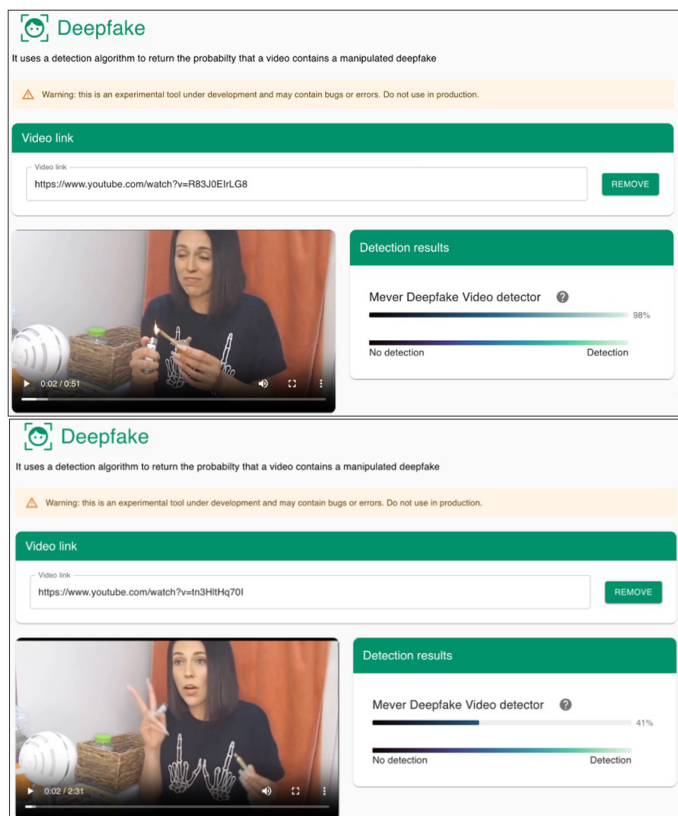 Deepfake
It uses a detection algorithm to return the probabilty that a video contains a manipulated deepfake
Warning: this is an experimental tool under development and may contain bugs or errors. Do not use in production.
Video link
Video link
https://www.youtube.com/watch?v=R83J0EIrLG8
REMOVE
0:02 / 0:51
Detection results
Mever Deepfake Video detector ?
98%
No detection
Detection
Deepfake
It uses a detection algorithm to return the probabilty that a video contains a manipulated deepfake
Warning: this is an experimental tool under development and may contain bugs or errors. Do not use in production.
Video link
Video link
https://www.youtube.com/watch?v=tn3HltHq70I
REMOVE
0:02 / 2:31
Detection results
Mever Deepfake Video detector ?
41%
No detection
Detection